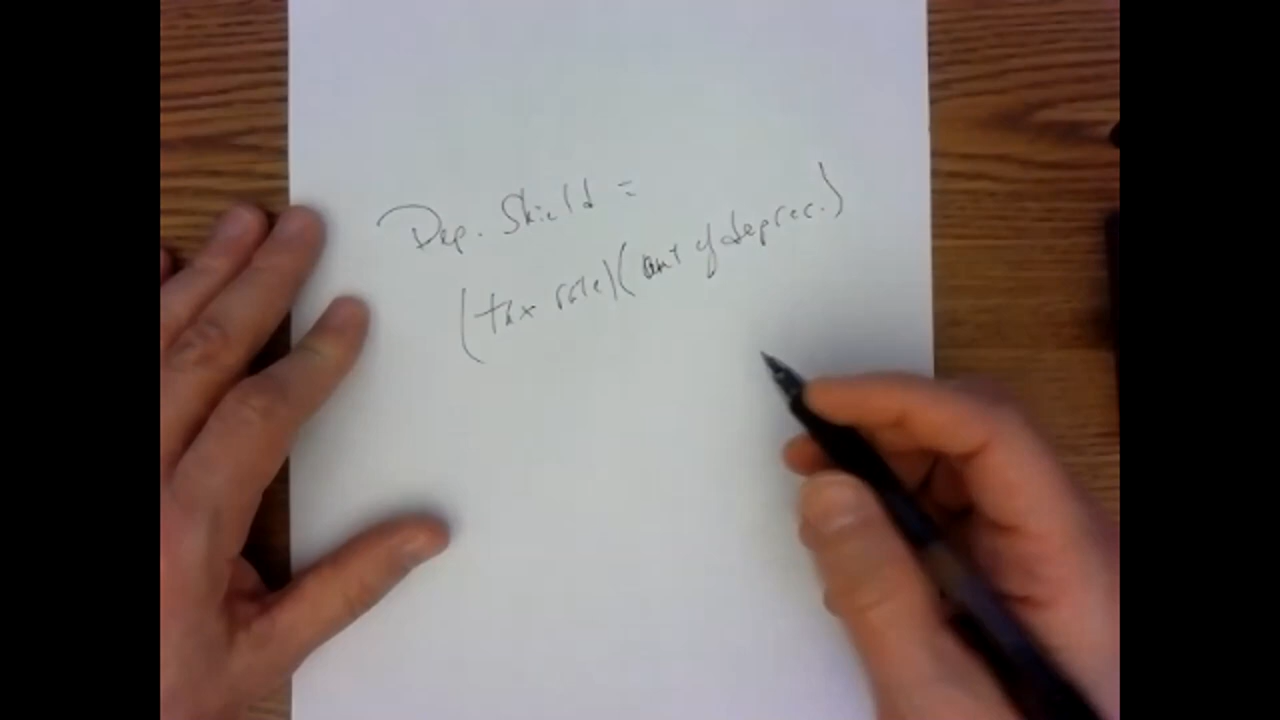 Dep. Shield =
(tax rate)(amt of deprec.)